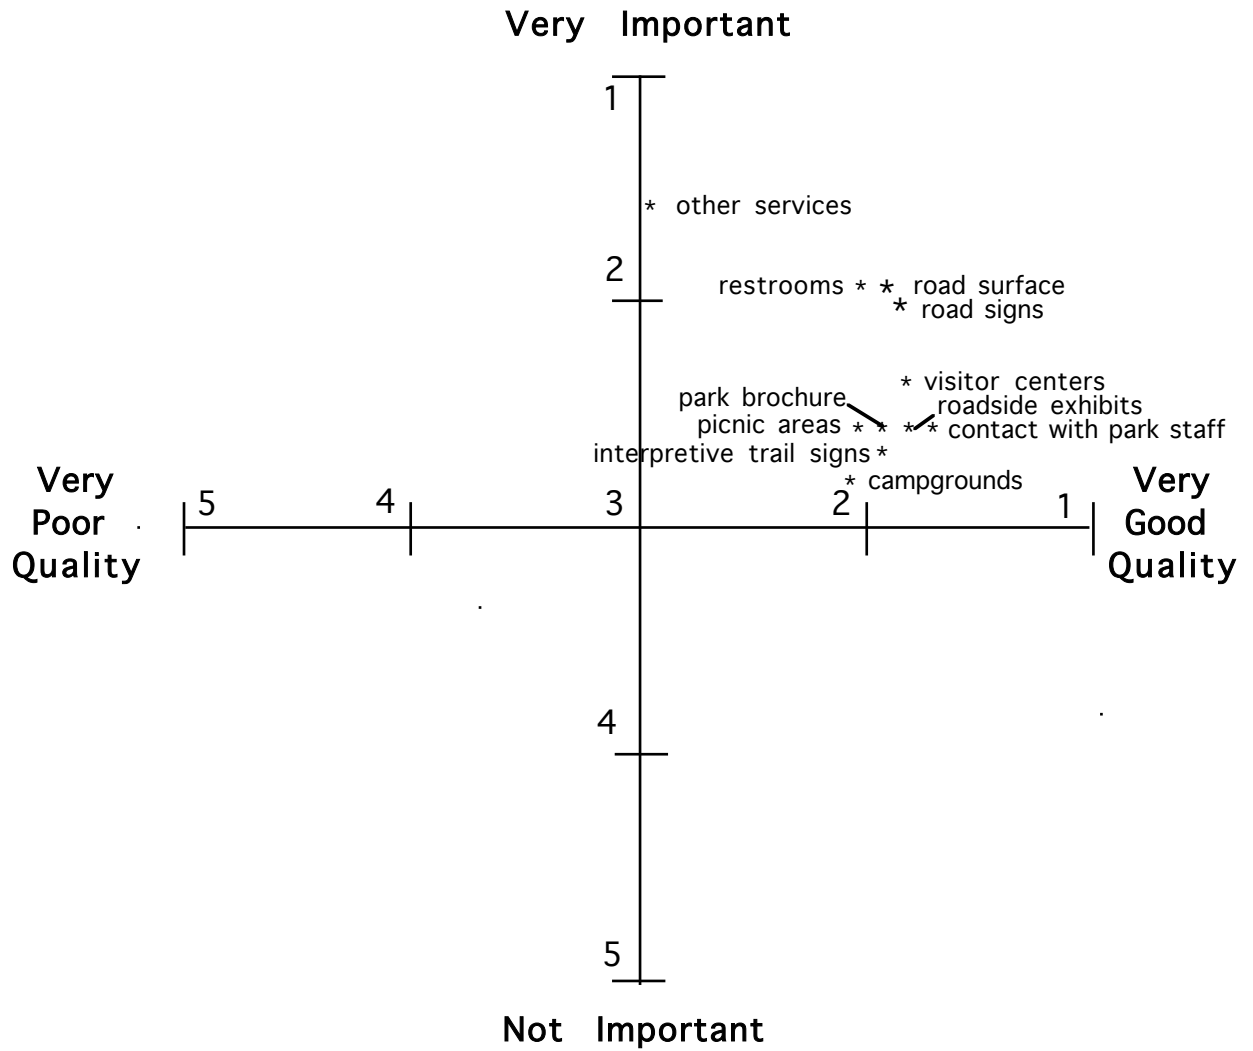 Very Important
1
* other services
2
restrooms * * road surface
* road signs
* visitor centers
park brochure
roadside exhibits
picnic areas * * * * contact with park staff
interpretive trail signs *
* campgrounds
Very Poor Quality
5 4 3 2 1
Very Good Quality
4
5
Not Important